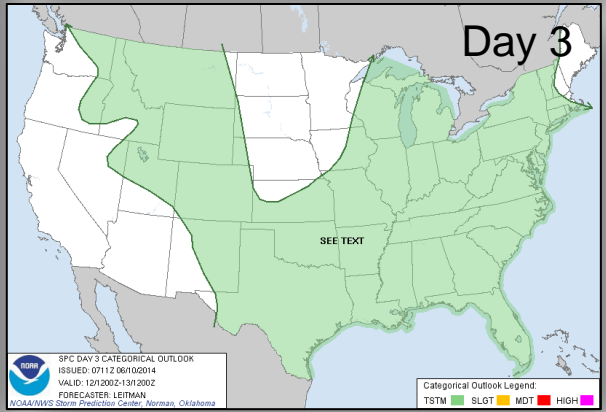 Day 3
SEE TEXT
NOAA
SPC DAY 3 CATEGORICAL OUTLOOK
ISSUED: 0711Z 06/10/2014
VALID: 12/1200Z-13/1200Z
FORECASTER: LEITMAN
NOAA/NWS Storm Prediction Center, Norman, Oklahoma
Categorical Outlook Legend:
TSTM SLGT MDT HIGH